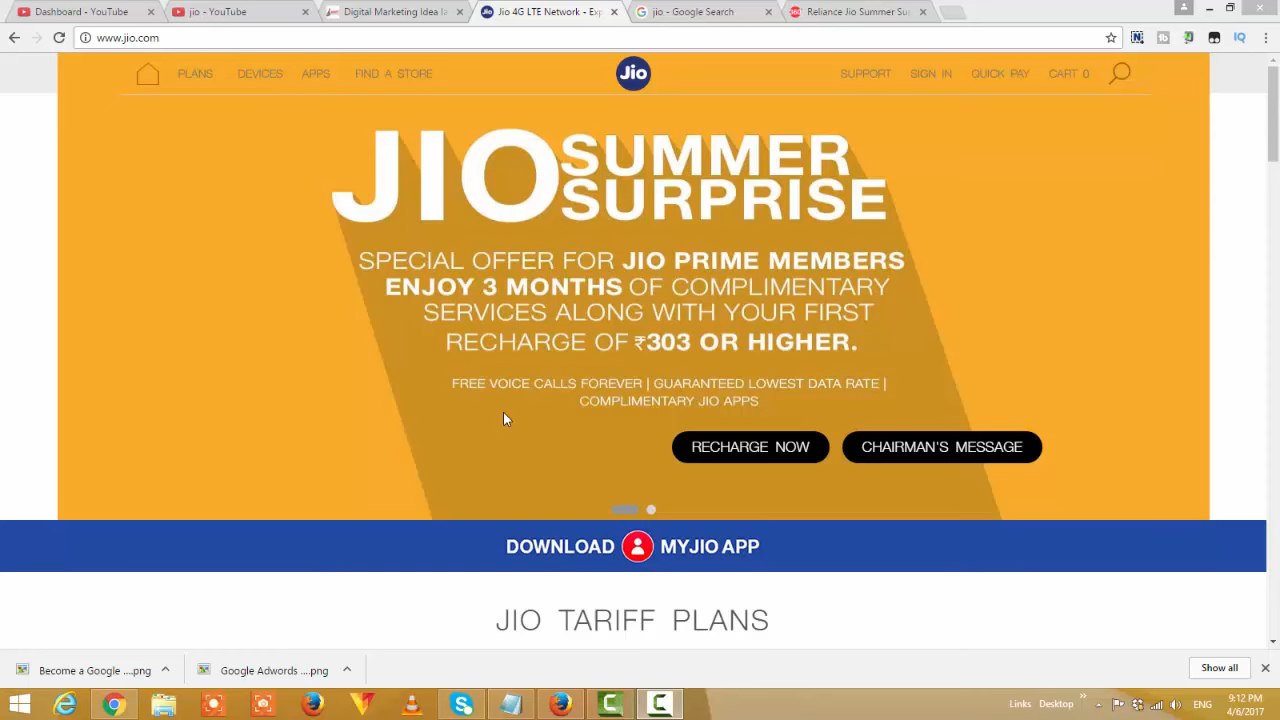 Dashboard - YouTube
jio - YouTube
Digital Marketing Idea la
Jio 4G LTE Network - Exp
jio - Google Search
Reliance Jio Summer Su
www.jio.com
PLANS DEVICES APPS FIND A STORE
Jio
SUPPORT SIGN IN QUICK PAY CART 0
JIO SUMMER
SURPRISE
SPECIAL OFFER FOR JIO PRIME MEMBERS
ENJOY 3 MONTHS OF COMPLIMENTARY
SERVICES ALONG WITH YOUR FIRST
RECHARGE OF ₹303 OR HIGHER.
FREE VOICE CALLS FOREVER | GUARANTEED LOWEST DATA RATE |
COMPLIMENTARY JIO APPS
RECHARGE NOW
CHAIRMAN'S MESSAGE
DOWNLOAD MYJIO APP
JIO TARIFF PLANS
Become a Google ....png
Google Adwords ....png
Show all
Links Desktop
ENG
9:12 PM
4/6/2017